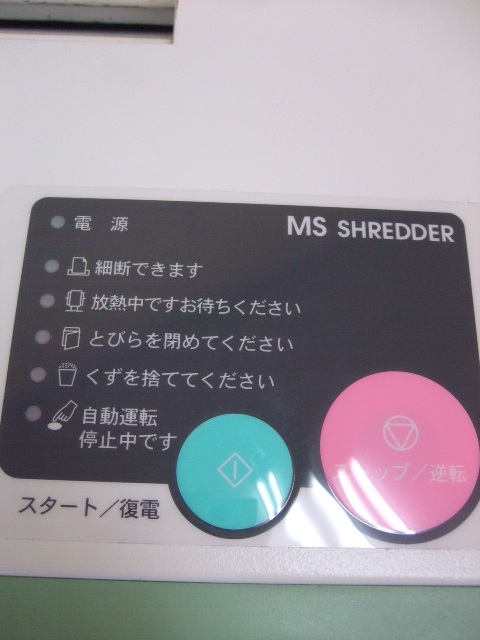 電 源
MS SHREDDER
細断できます
放熱中ですお待ちください
とびらを閉めてください
くずを捨ててください
自動運転
停止中です
ストップ/逆転
スタート/復電